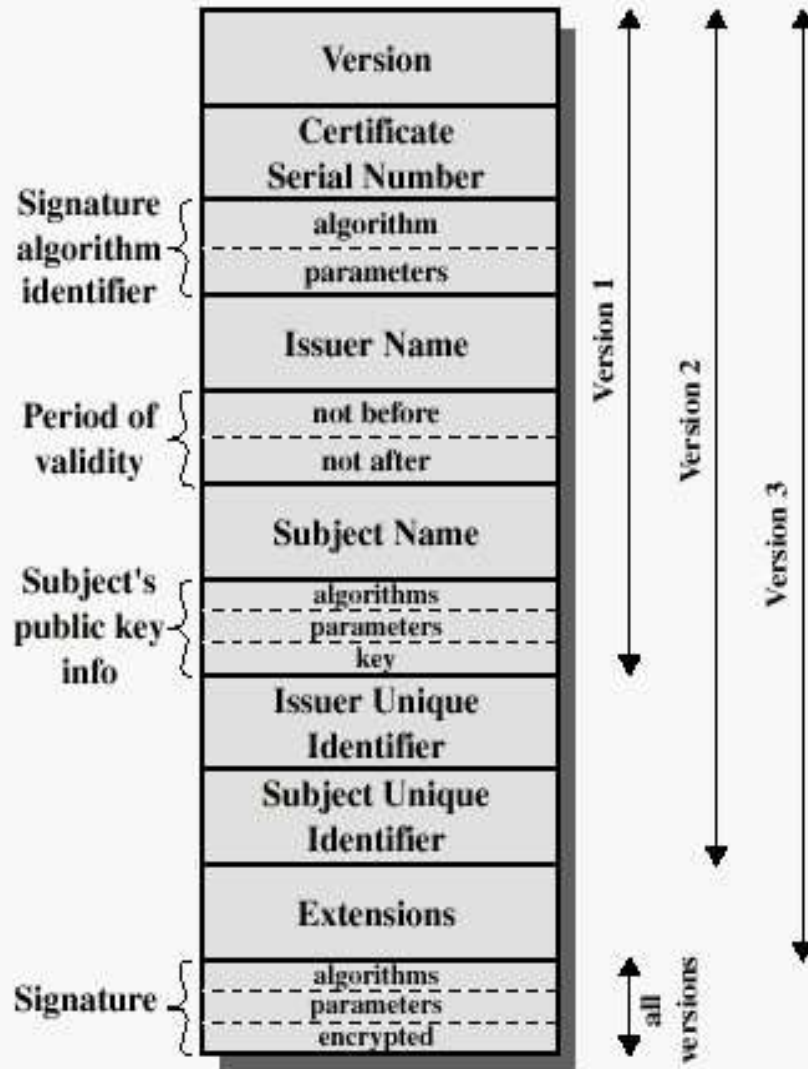 Version
Certificate
Serial Number
Signature
algorithm
identifier
algorithm
parameters
Issuer Name
Period of
validity
not before
not after
Subject Name
Subject's
public key
info
algorithms
parameters
key
Issuer Unique
Identifier
Subject Unique
Identifier
Extensions
Signature
algorithms
parameters
encrypted
Version 1
Version 2
Version 3
all
versions